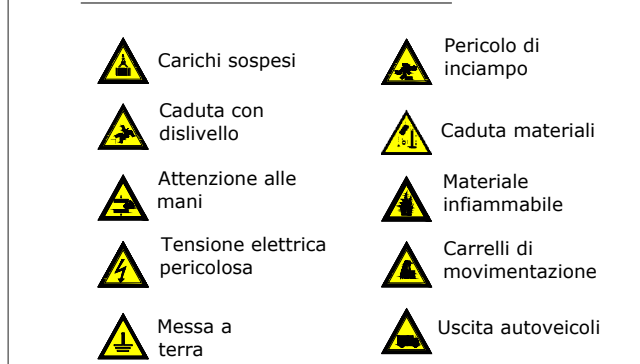 Carichi sospesi
Caduta con
dislivello
Attenzione alle
mani
Tensione elettrica
pericolosa
Messa a
terra
Pericolo di
inciampo
Caduta materiali
Materiale
infiammabile
Carrelli di
movimentazione
Uscita autoveicoli